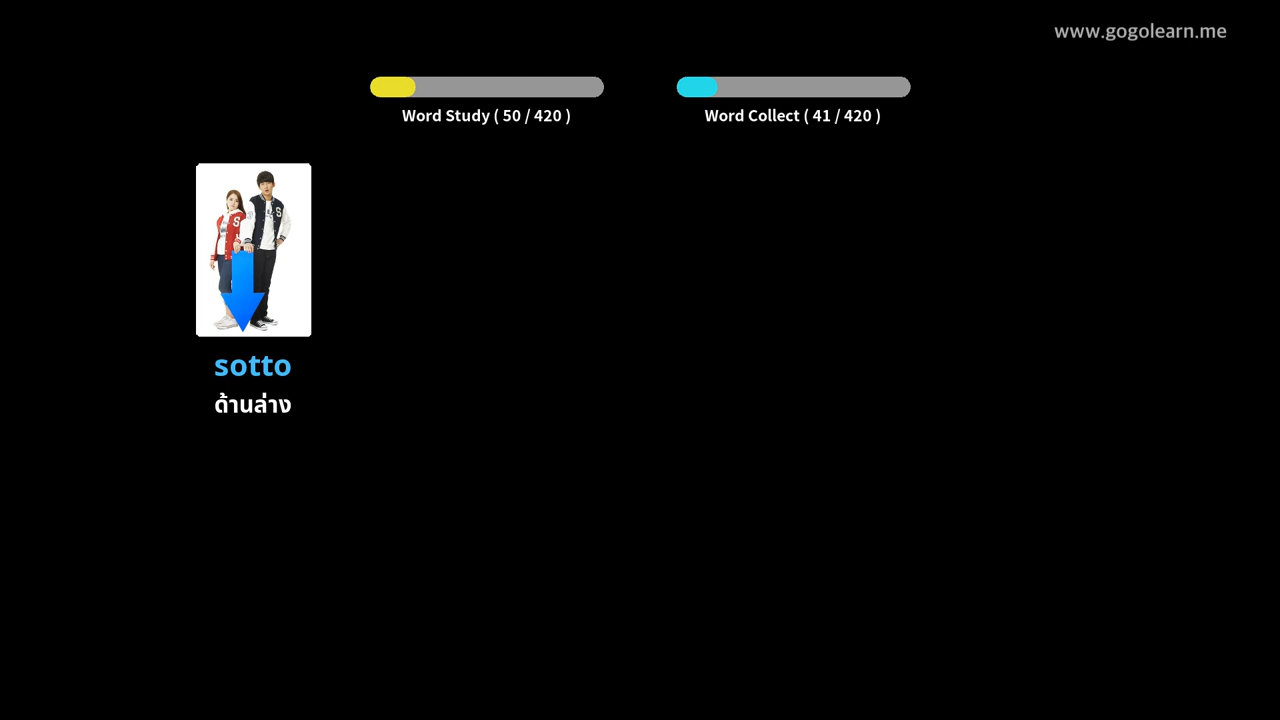 www.gogolearn.me
Word Study ( 50 / 420 )
Word Collect ( 41 / 420 )
S
S
sotto
ด้านล่าง